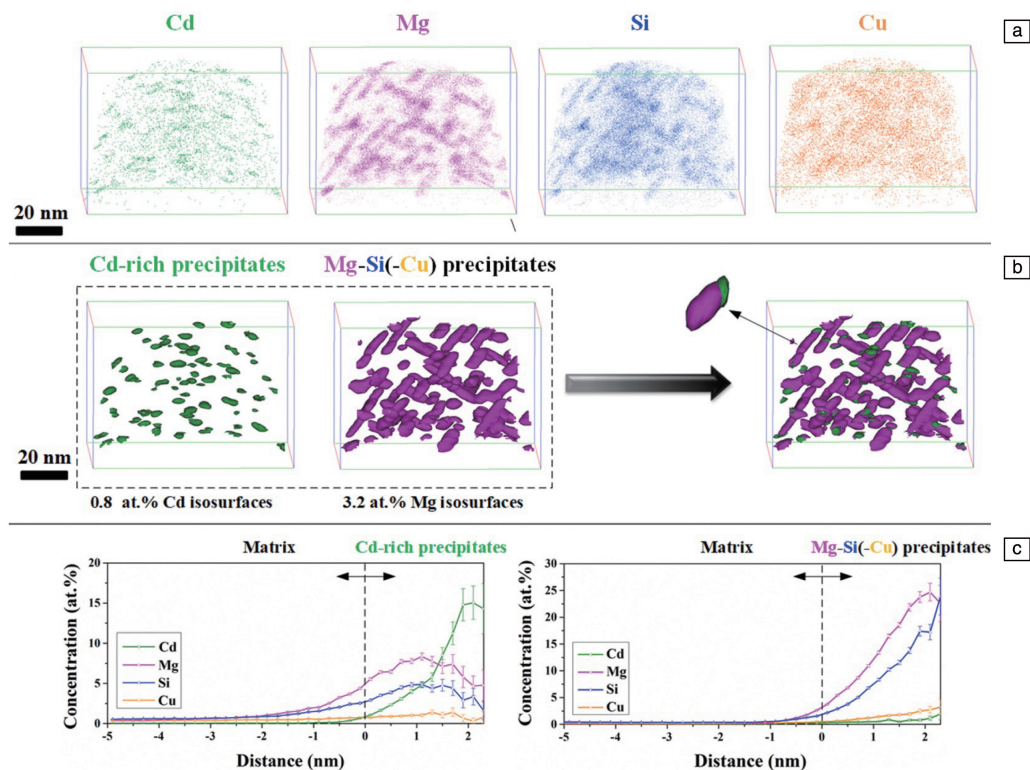 Cd Mg Si Cu a
20 nm
Cd-rich precipitates Mg-Si(-Cu) precipitates b
20 nm
0.8 at.% Cd isosurfaces 3.2 at.% Mg isosurfaces
c
Matrix Cd-rich precipitates
Concentration (at.%)
20
15
10
5
0
Cd
Mg
Si
Cu
-5 -4 -3 -2 -1 0 1 2
Distance (nm)
Matrix Mg-Si(-Cu) precipitates
Concentration (at.%)
30
25
20
15
10
5
0
Cd
Mg
Si
Cu
-5 -4 -3 -2 -1 0 1 2
Distance (nm)